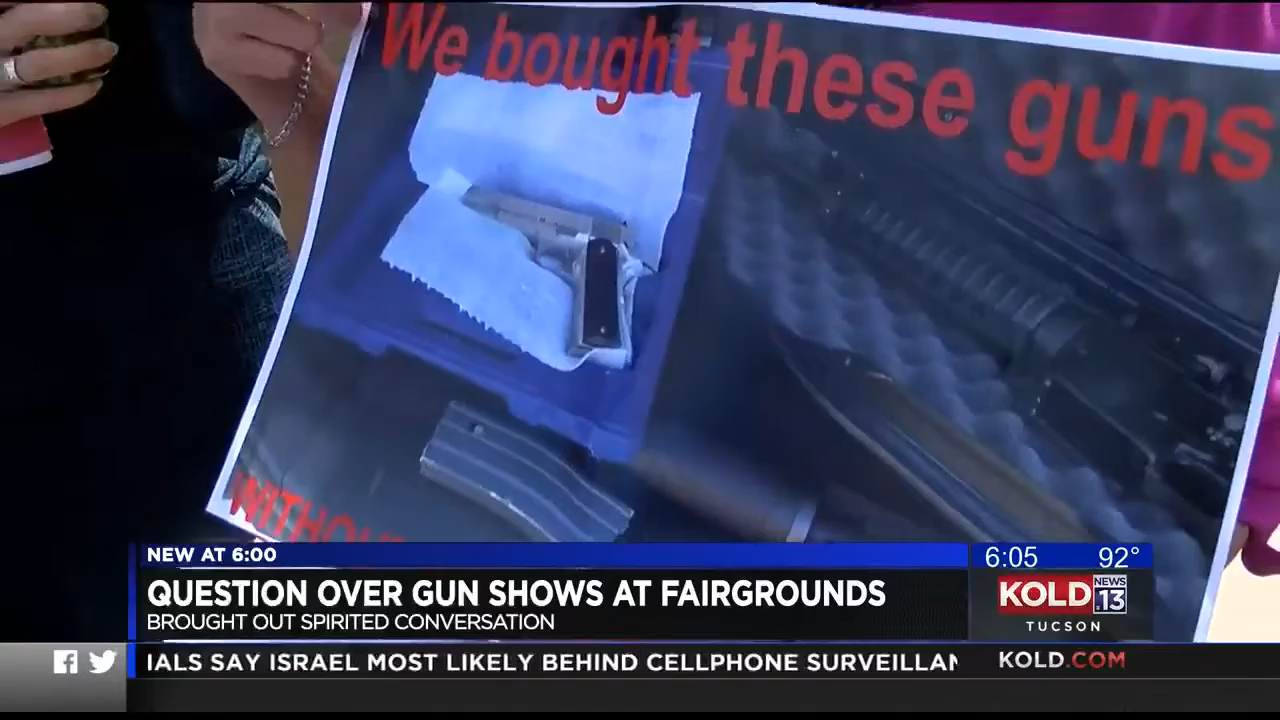 We bought these guns
NEW AT 6:00
6:05 92°
QUESTION OVER GUN SHOWS AT FAIRGROUNDS
BROUGHT OUT SPIRITED CONVERSATION
KOLD NEWS 13
TUCSON
IALS SAY ISRAEL MOST LIKELY BEHIND CELLPHONE
KOLD.COM